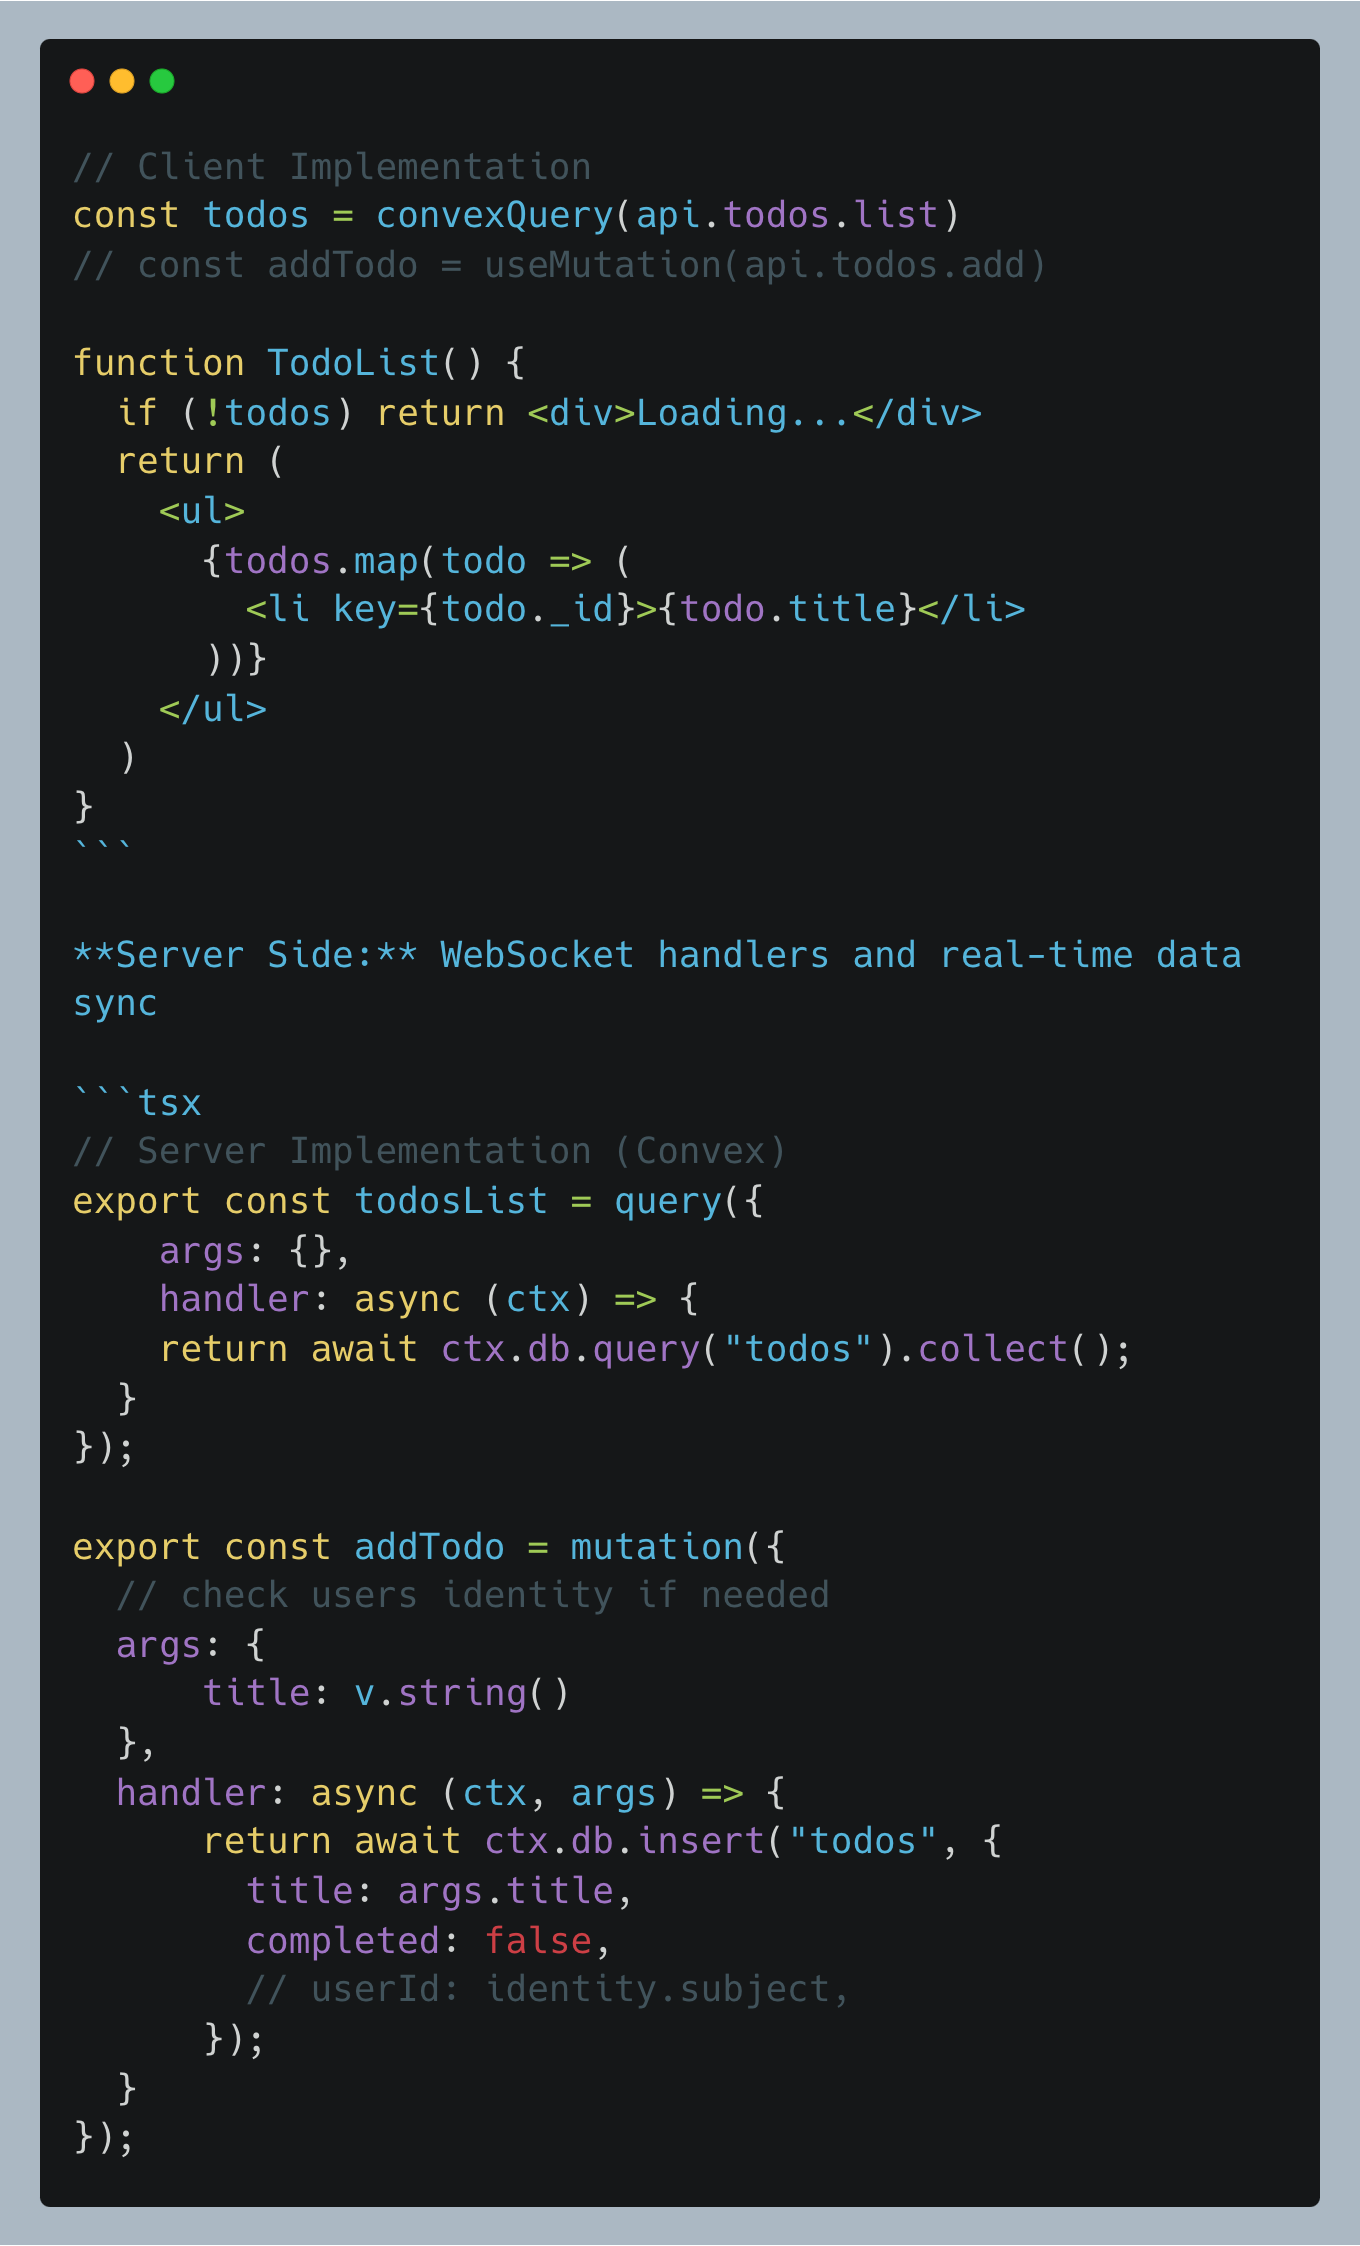 // Client Implementation
const todos = convexQuery(api.todos.list)
// const addTodo = useMutation(api.todos.add)

function TodoList() {
  if (!todos) return <div>Loading...</div>
  return (
    <ul>
      {todos.map(todo => (
        <li key={todo._id}>{todo.title}</li>
      ))}
    </ul>
  )
}
```

**Server Side:** WebSocket handlers and real-time data
sync

```tsx
// Server Implementation (Convex)
export const todosList = query({
    args: {},
    handler: async (ctx) => {
    return await ctx.db.query("todos").collect();
  }
});

export const addTodo = mutation({
  // check users identity if needed
  args: {
      title: v.string()
  },
  handler: async (ctx, args) => {
      return await ctx.db.insert("todos", {
        title: args.title,
        completed: false,
        // userId: identity.subject,
      });
  }
});